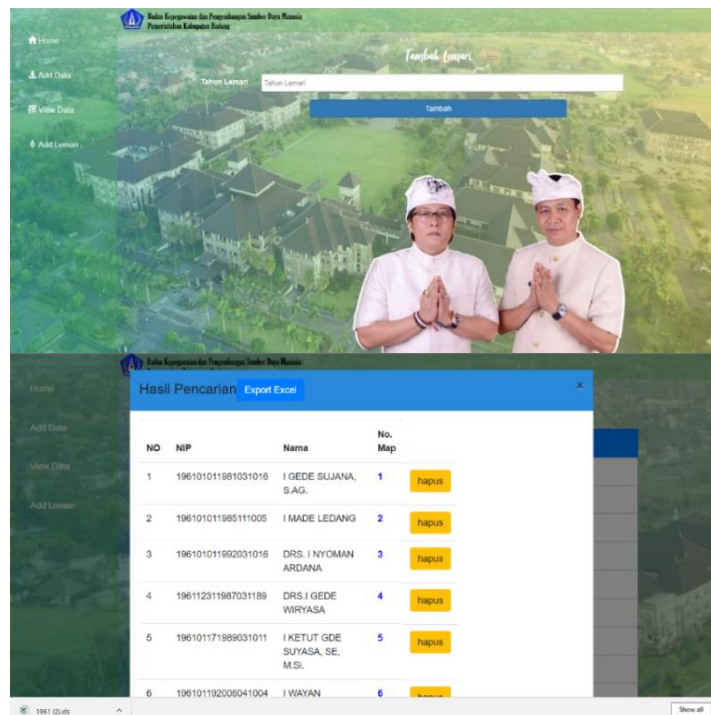 Badan Kepegawaian dan Pengembangan Sumber Daya Manusia
Pemerintahan Kabupaten Badung
Home
Tambah Lemari
Add Data
Tahun Lemari Tahun Lemari
View Data
Tambah
Add Lemari
Badan Kepegawaian dan Pengembangan Sumber Daya Manusia
Home
Hasil Pencarian Export Excel ×
Add Data
View Data
Add Lemari
NO NIP Nama No. Map
1 196101011981031016 I GEDE SUJANA, S.AG. 1 hapus
2 196101011985111005 I MADE LEDANG 2 hapus
3 196101011992031016 DRS. I NYOMAN ARDANA 3 hapus
4 196112311987031189 DRS.I GEDE WIRYASA 4 hapus
5 196101171989031011 I KETUT GDE SUYASA, SE, M.Si. 5 hapus
6 196101192006041004 I WAYAN 6 hapus
1961 (2).xls
Show all